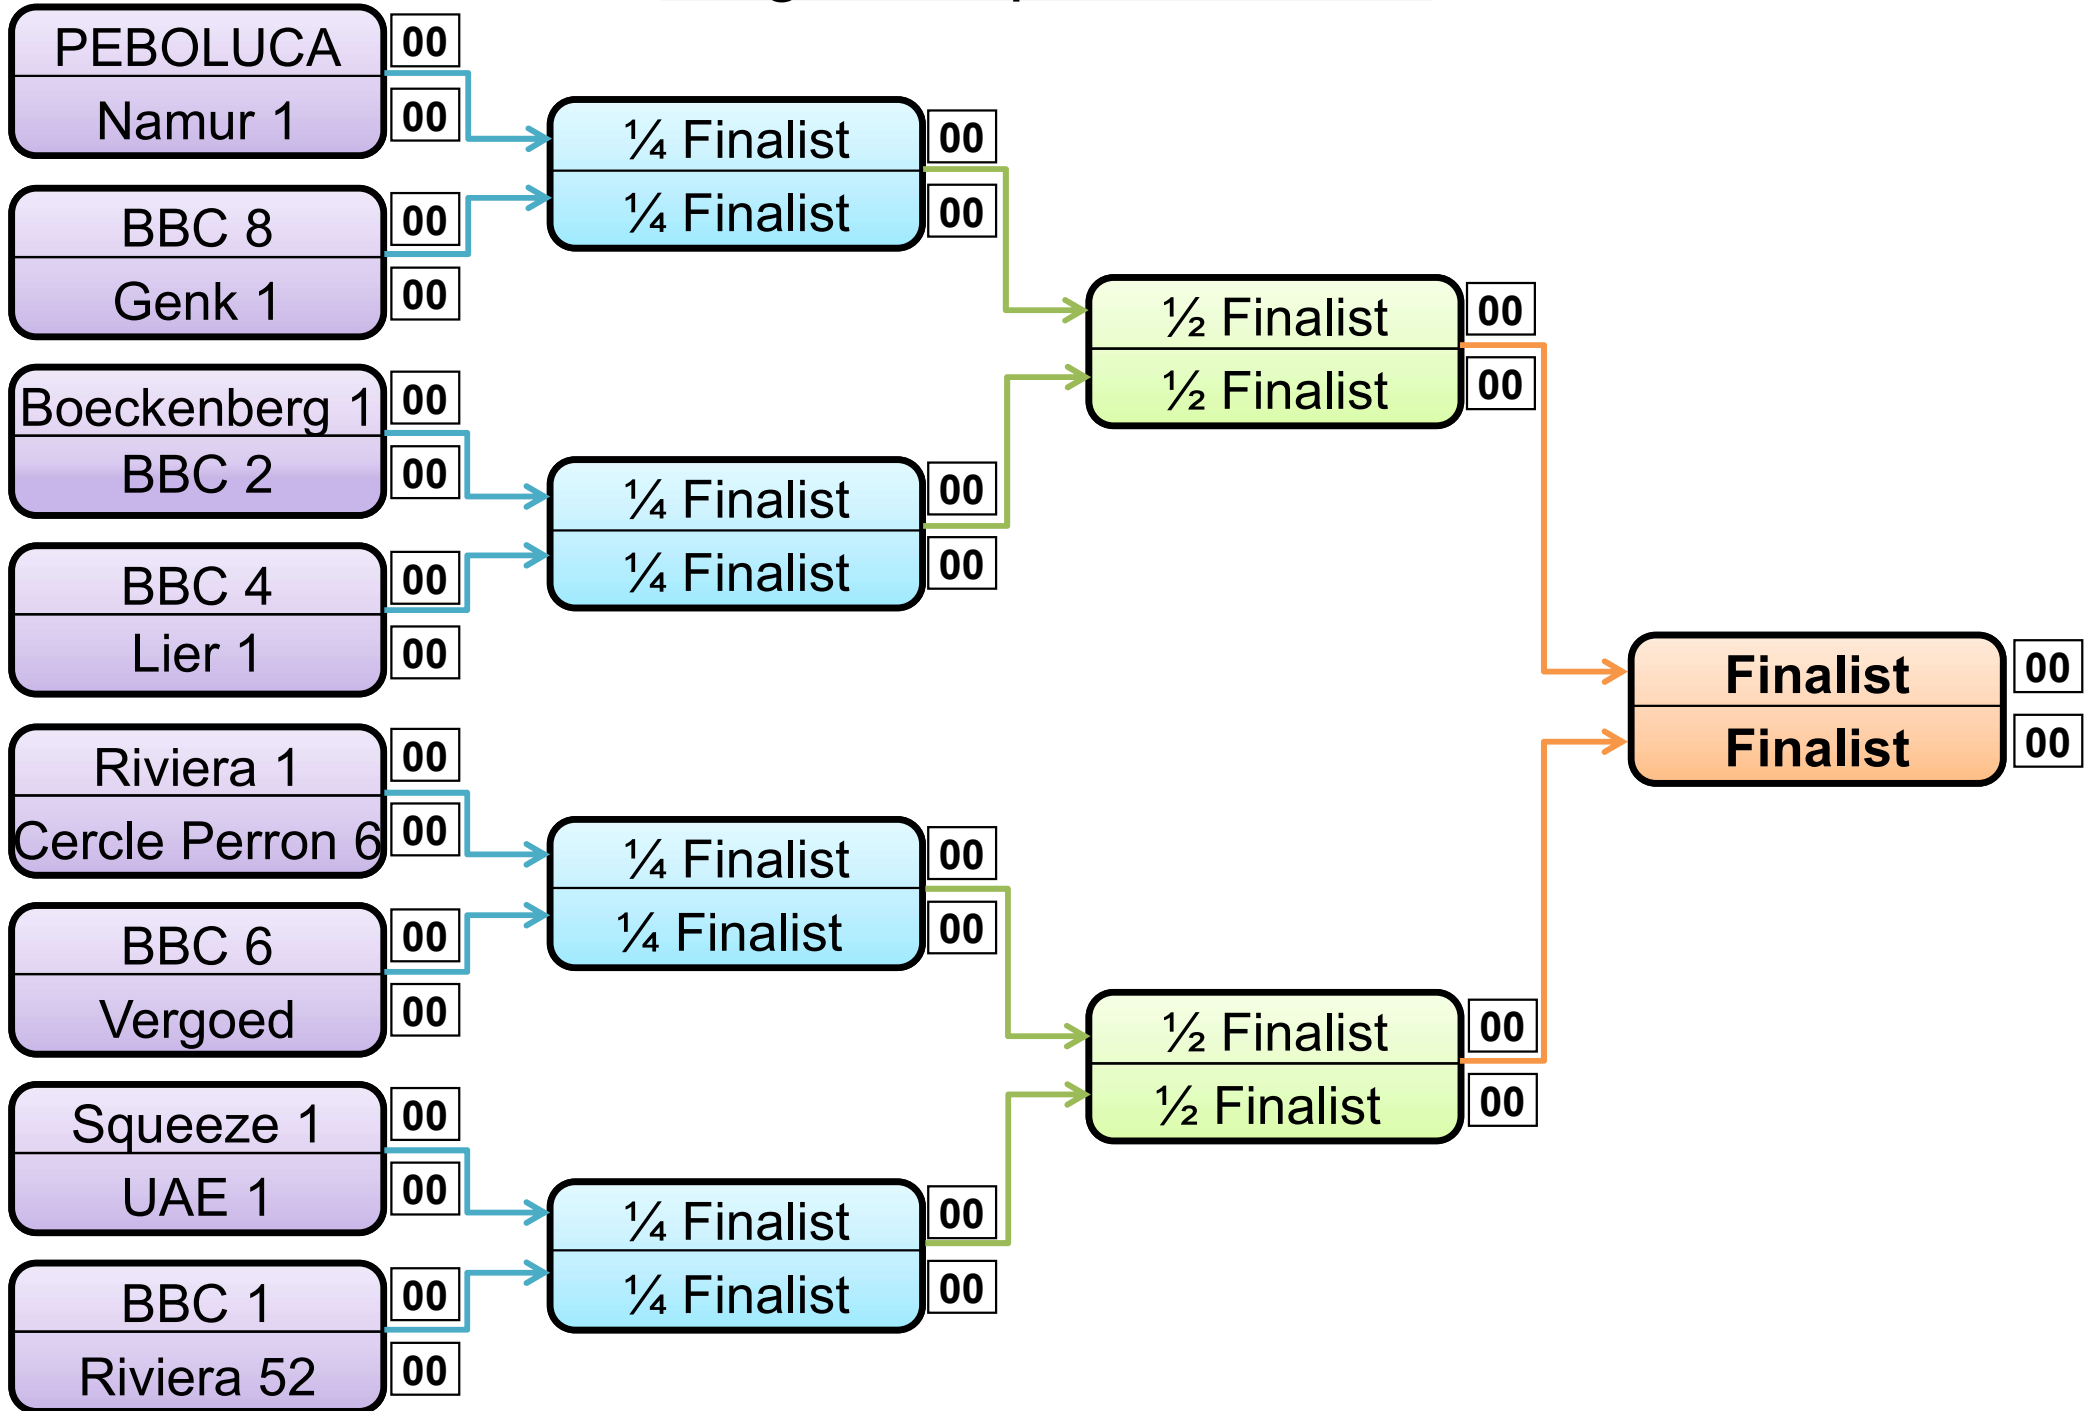 PEBOLUCA 00
Namur 1 00
BBC 8 00
Genk 1 00
Boeckenberg 1 00
BBC 2 00
BBC 4 00
Lier 1 00
Riviera 1 00
Cercle Perron 6 00
BBC 6 00
Vergoed 00
Squeeze 1 00
UAE 1 00
BBC 1 00
Riviera 52 00
¼ Finalist 00
¼ Finalist 00
¼ Finalist 00
¼ Finalist 00
¼ Finalist 00
¼ Finalist 00
¼ Finalist 00
¼ Finalist 00
½ Finalist 00
½ Finalist 00
½ Finalist 00
½ Finalist 00
Finalist 00
Finalist 00